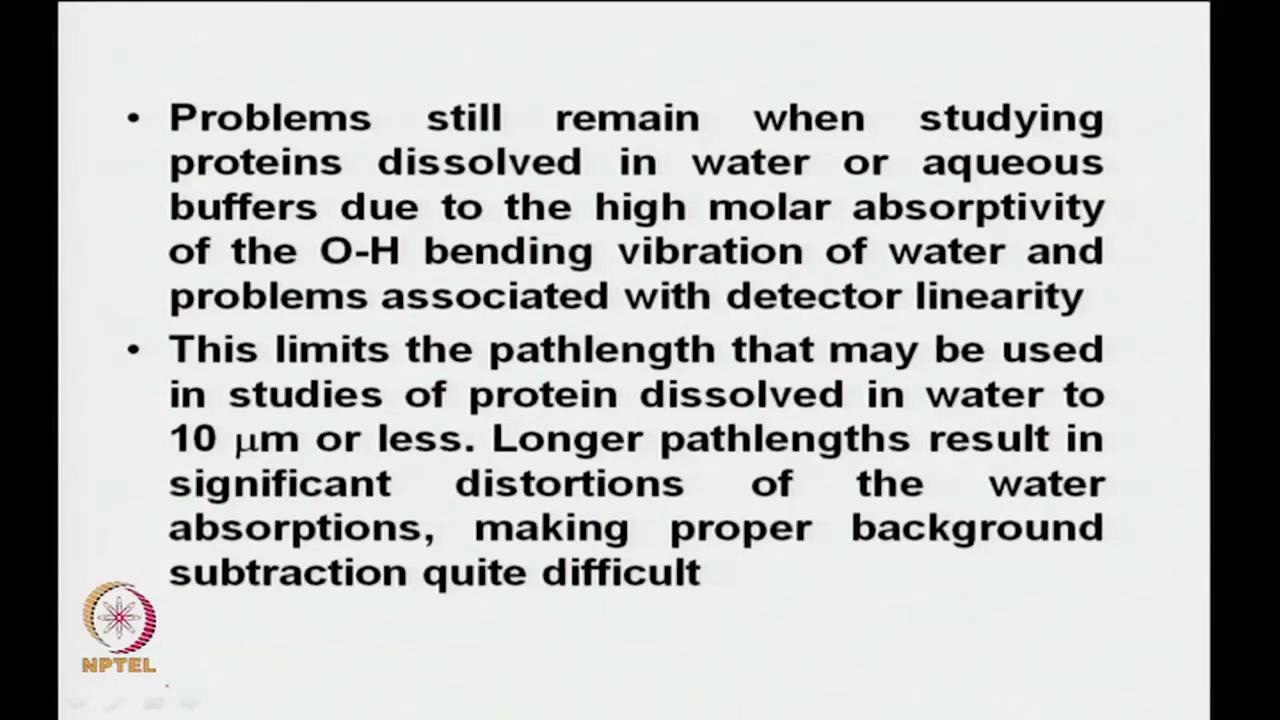 • Problems still remain when studying
proteins dissolved in water or aqueous
buffers due to the high molar absorptivity
of the O-H bending vibration of water and
problems associated with detector linearity
• This limits the pathlength that may be used
in studies of protein dissolved in water to
10 μm or less. Longer pathlengths result in
significant distortions of the water
absorptions, making proper background
subtraction quite difficult
NPTEL